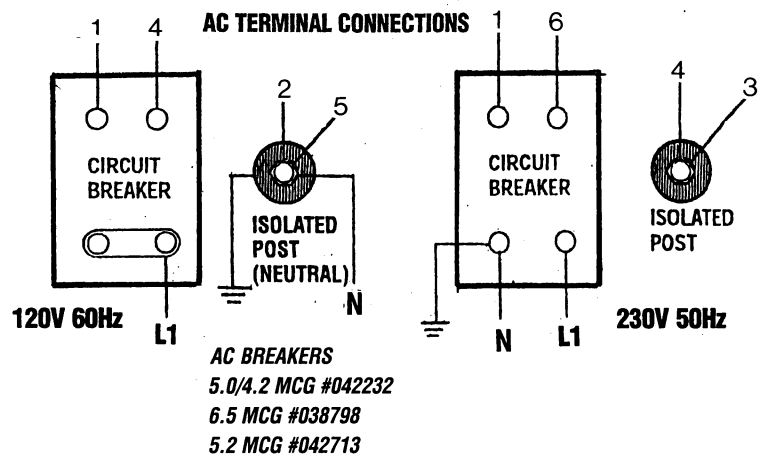 AC TERMINAL CONNECTIONS
1 4
CIRCUIT
BREAKER
2
5
ISOLATED
POST
(NEUTRAL)
N
120V 60Hz
L1
1 6
CIRCUIT
BREAKER
4
3
ISOLATED
POST
N
L1
230V 50Hz
AC BREAKERS
5.0/4.2 MCG #042232
6.5 MCG #038798
5.2 MCG #042713